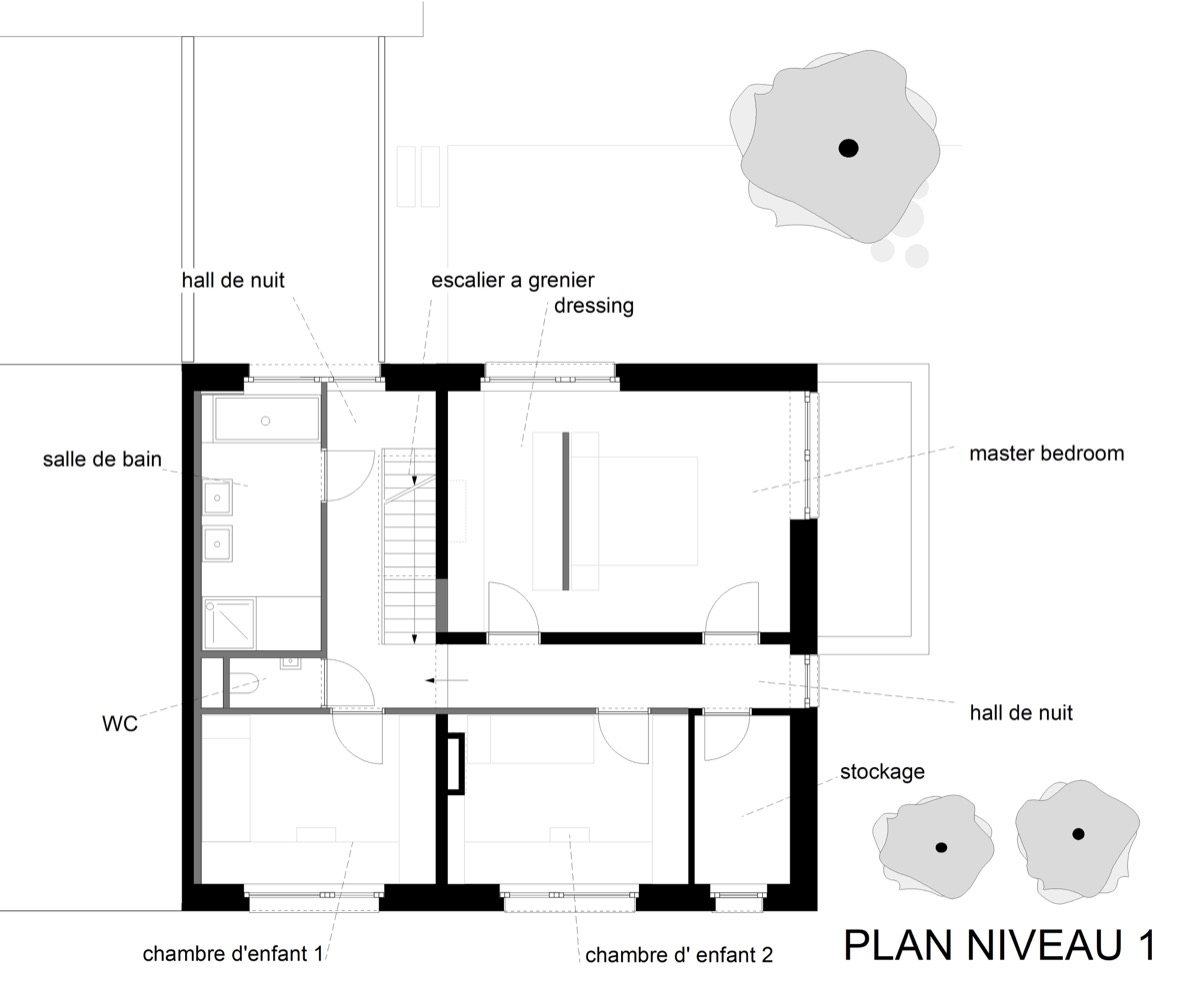 hall de nuit
escalier a grenier
dressing
salle de bain
master bedroom
WC
hall de nuit
stockage
chambre d'enfant 1
chambre d' enfant 2
PLAN NIVEAU 1